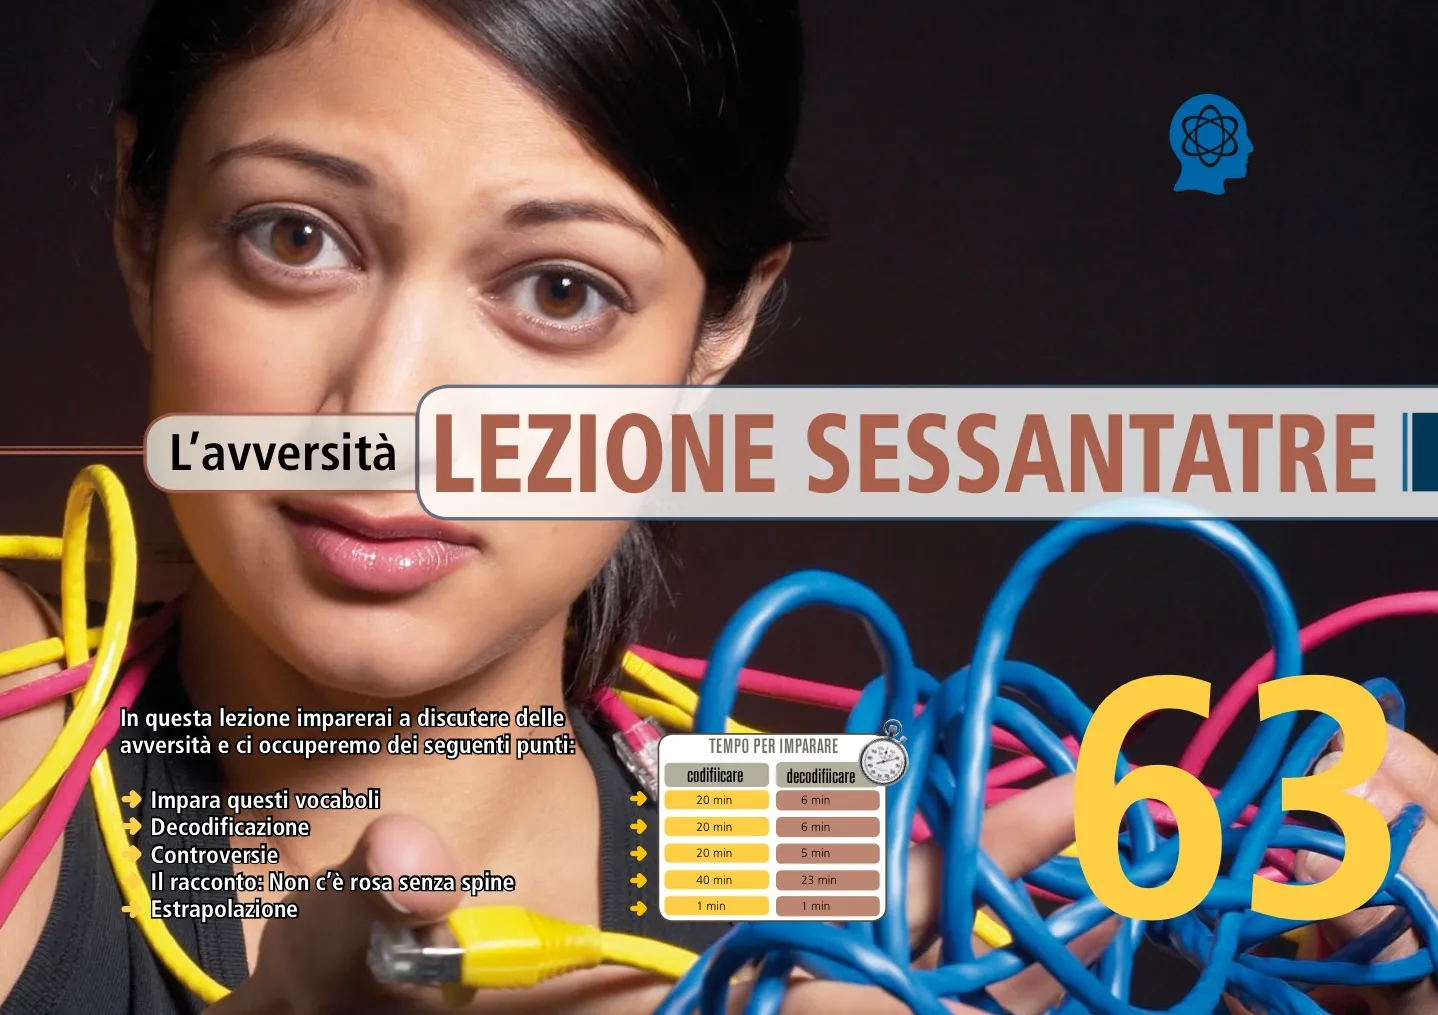 L'avversità
LEZIONE SESSANTATRE
In questa lezione imparerai a discutere delle
avversità e ci occuperemo dei seguenti punti:
Impara questi vocaboli
Decodificazione
Controversie
Il racconto: Non c'è rosa senza spine
Estrapolazione
TEMPO PER IMPARARE
codifiicare decodifiicare
20 min 6 min
20 min 6 min
20 min 5 min
40 min 23 min
1 min 1 min
63